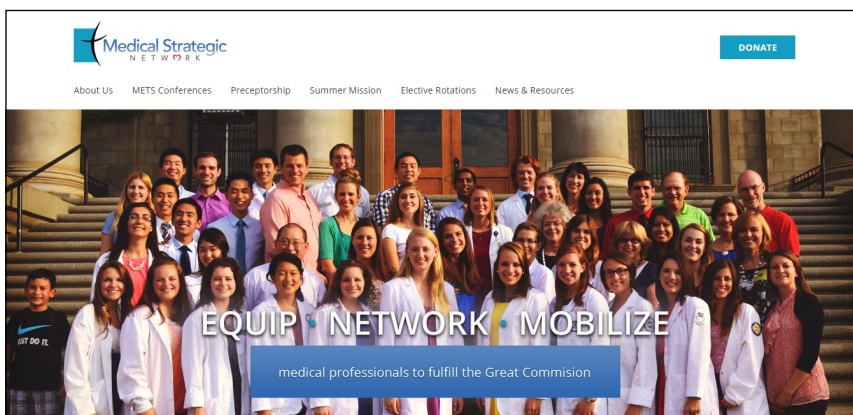 Medical Strategic
NETWORK
DONATE
About Us METS Conferences Preceptorship Summer Mission Elective Rotations News & Resources
EQUIP • NETWORK • MOBILIZE
JUST DO IT.
medical professionals to fulfill the Great Commision